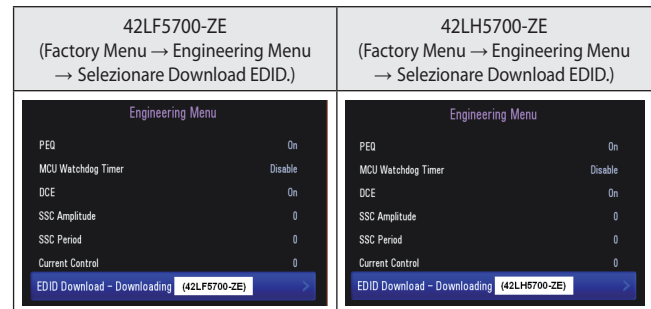 42LF5700-ZE
(Factory Menu → Engineering Menu
→ Selezionare Download EDID.)
42LH5700-ZE
(Factory Menu → Engineering Menu
→ Selezionare Download EDID.)
Engineering Menu
PEQ On
MCU Watchdog Timer Disable
DCE On
SSC Amplitude 0
SSC Period 0
Current Control 0
EDID Download – Downloading (42LF5700-ZE) >
Engineering Menu
PEQ On
MCU Watchdog Timer Disable
DCE On
SSC Amplitude 0
SSC Period 0
Current Control 0
EDID Download – Downloading (42LH5700-ZE) >